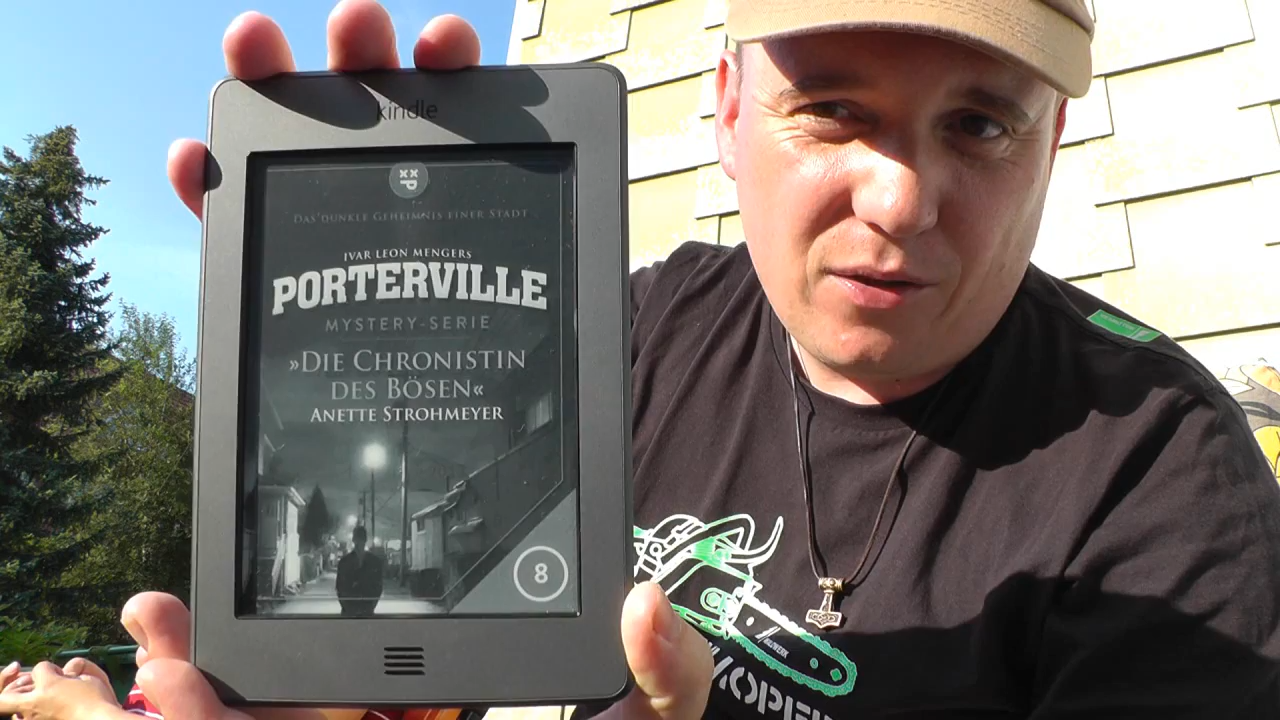 kindle
DAS DUNKLE GEHEIMNIS EINER STADT
IVAR LEON MENGERS
PORTERVILLE
MYSTERY-SERIE
»DIE CHRONISTIN
DES BÖSEN«
ANETTE STROHMEYER
8